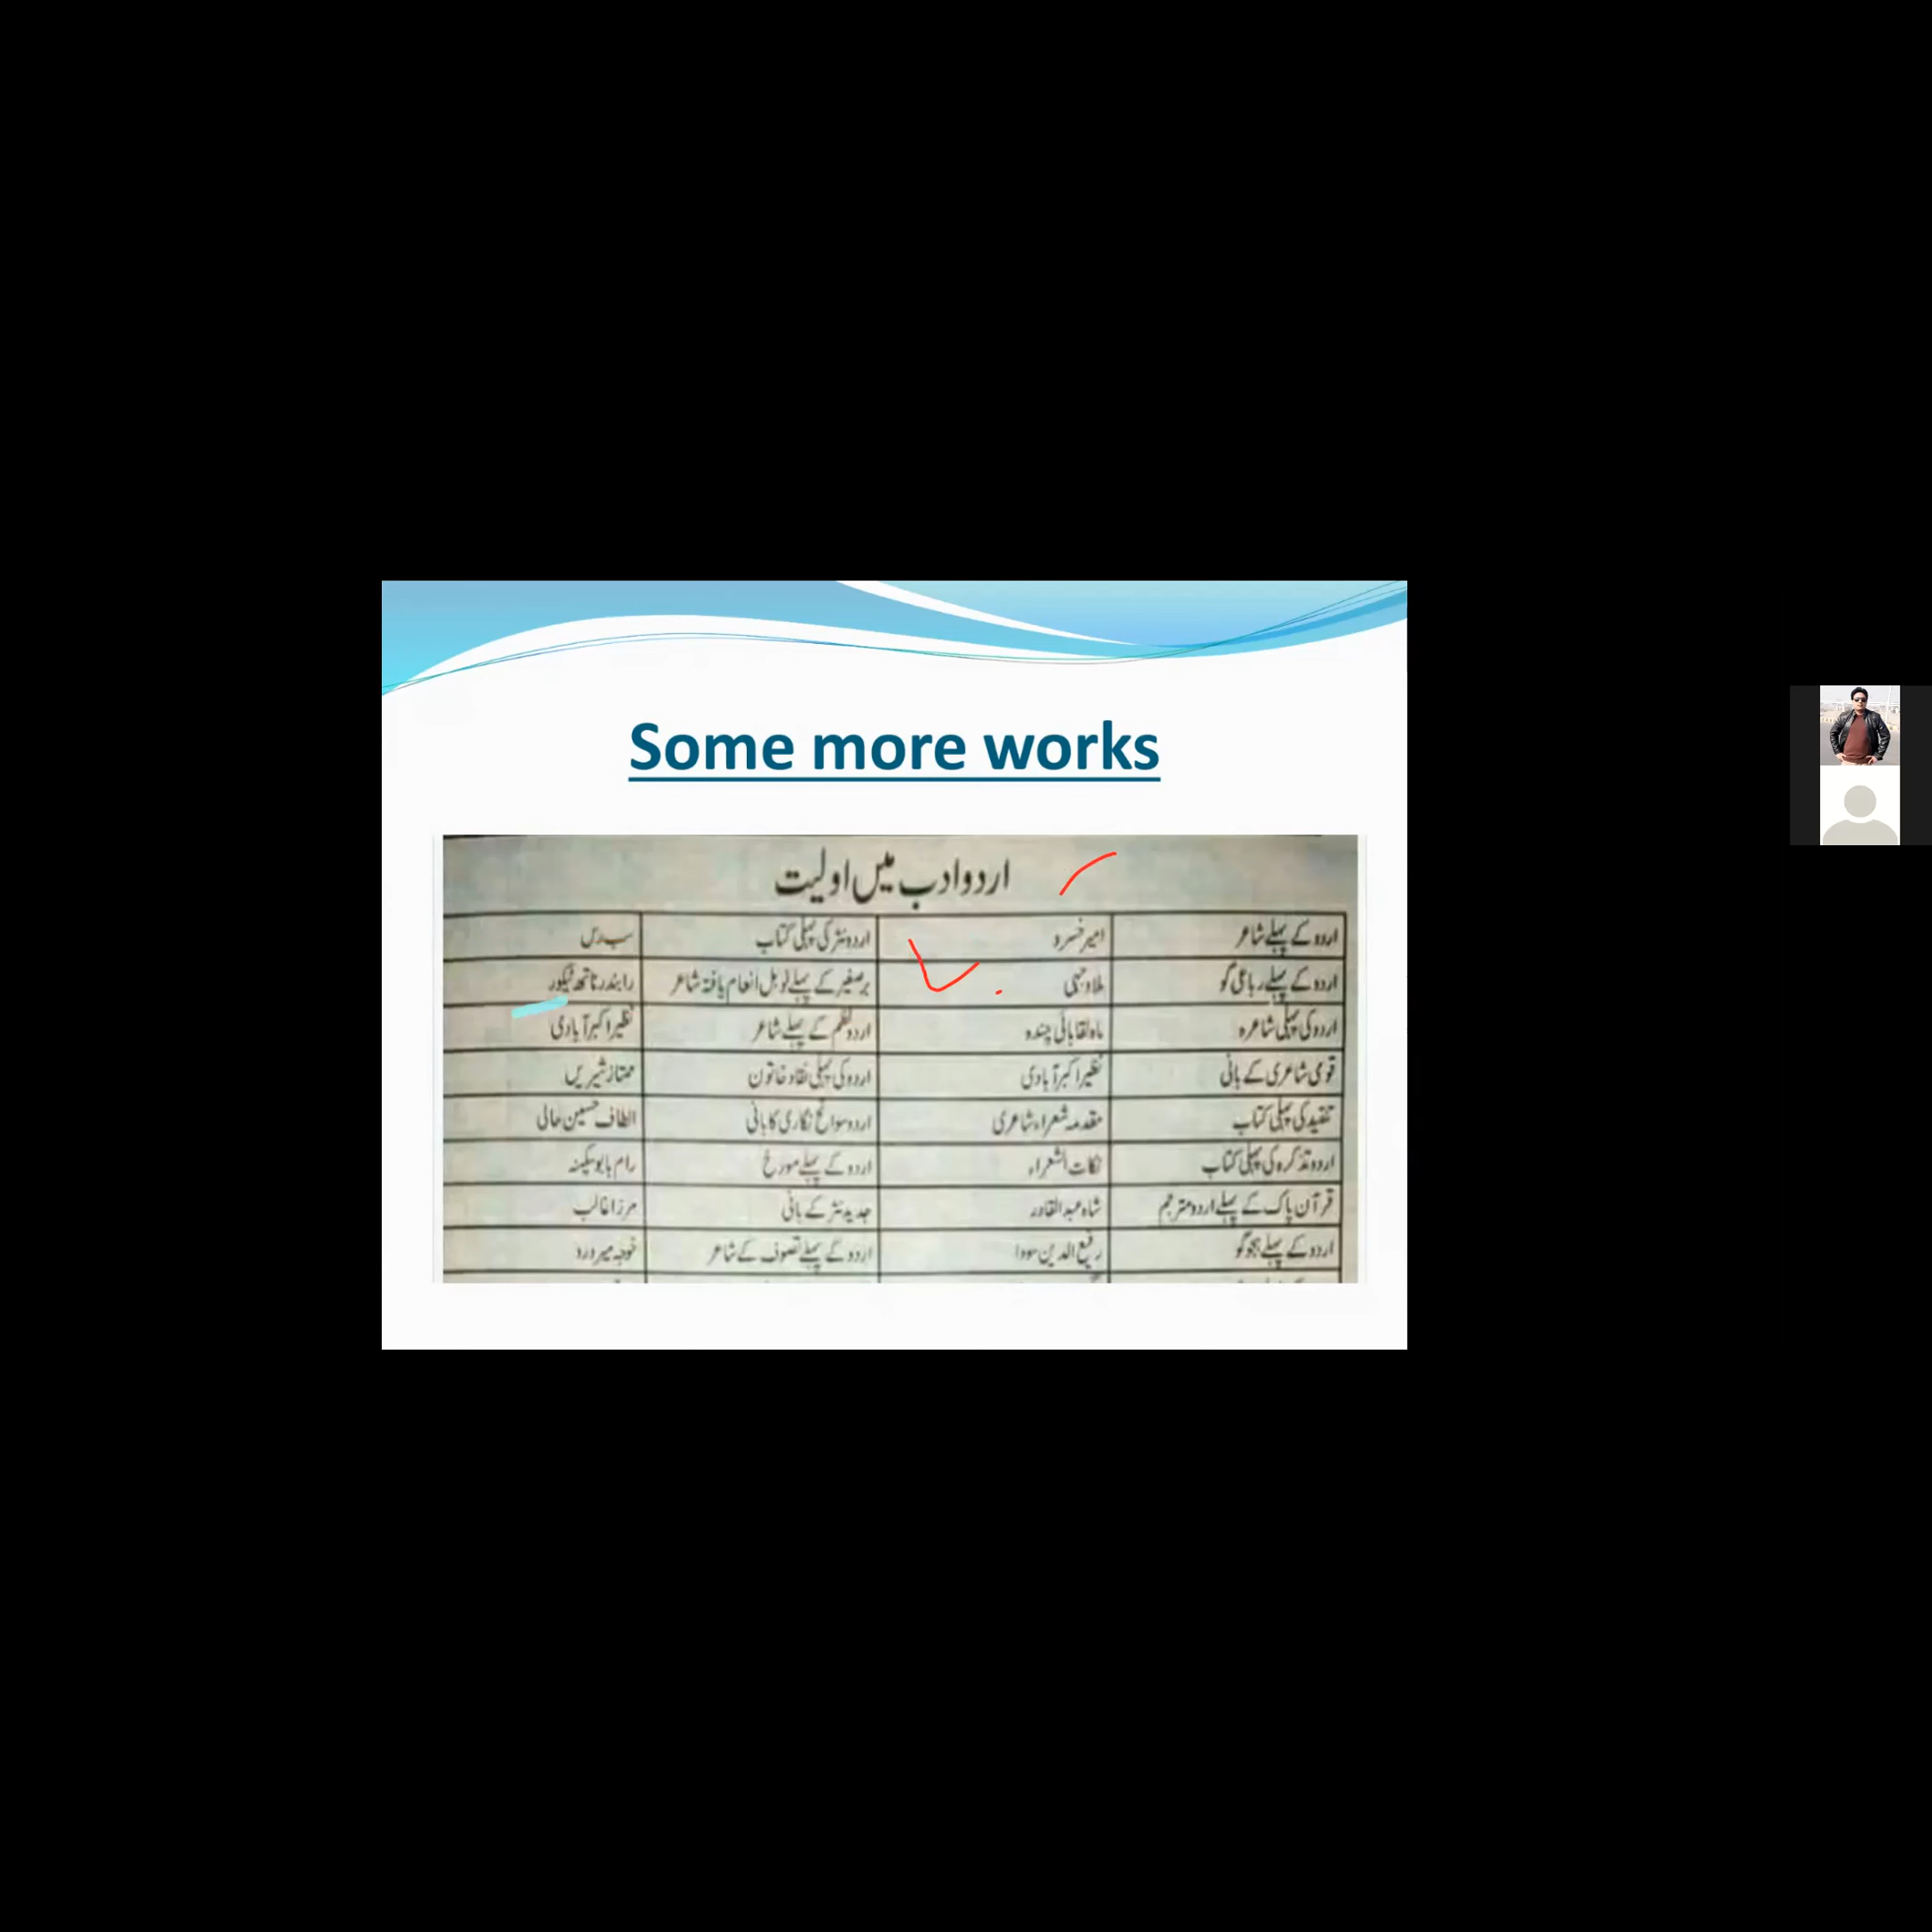 Some more works
اردو ادب میں اولیت
اردو کے پہلے شاعر امیر خسرو اردو نثر کی پہلی کتاب سب رس
اردو کے پہلے رباعی گو ملا وجہی برصغیر کے پہلے نوبل انعام یافتہ شاعر رابندر ناتھ ٹیگور
اردو کی پہلی شاعرہ ماہ لقا بائی چندہ اردو نظم کے پہلے شاعر نظیر اکبر آبادی
قومی شاعری کے بانی نظیر اکبر آبادی اردو کی پہلی نقاد خاتون ممتاز شیریں
تنقید کی پہلی کتاب مقدمہ شعراء شاعری اردو سوانح نگاری کا بانی الطاف حسین حالی
اردو تذکرہ کی پہلی کتاب نکات الشعراء اردو کے پہلے مورخ رام بابو سکینہ
قرآن پاک کے پہلے اردو مترجم شاہ عبدالقادر جدید نثر کے بانی مرزا غالب
اردو کے پہلے ہجو گو رفیع الدین سودا اردو کے پہلے تصوف کے شاعر خوجہ میر درد